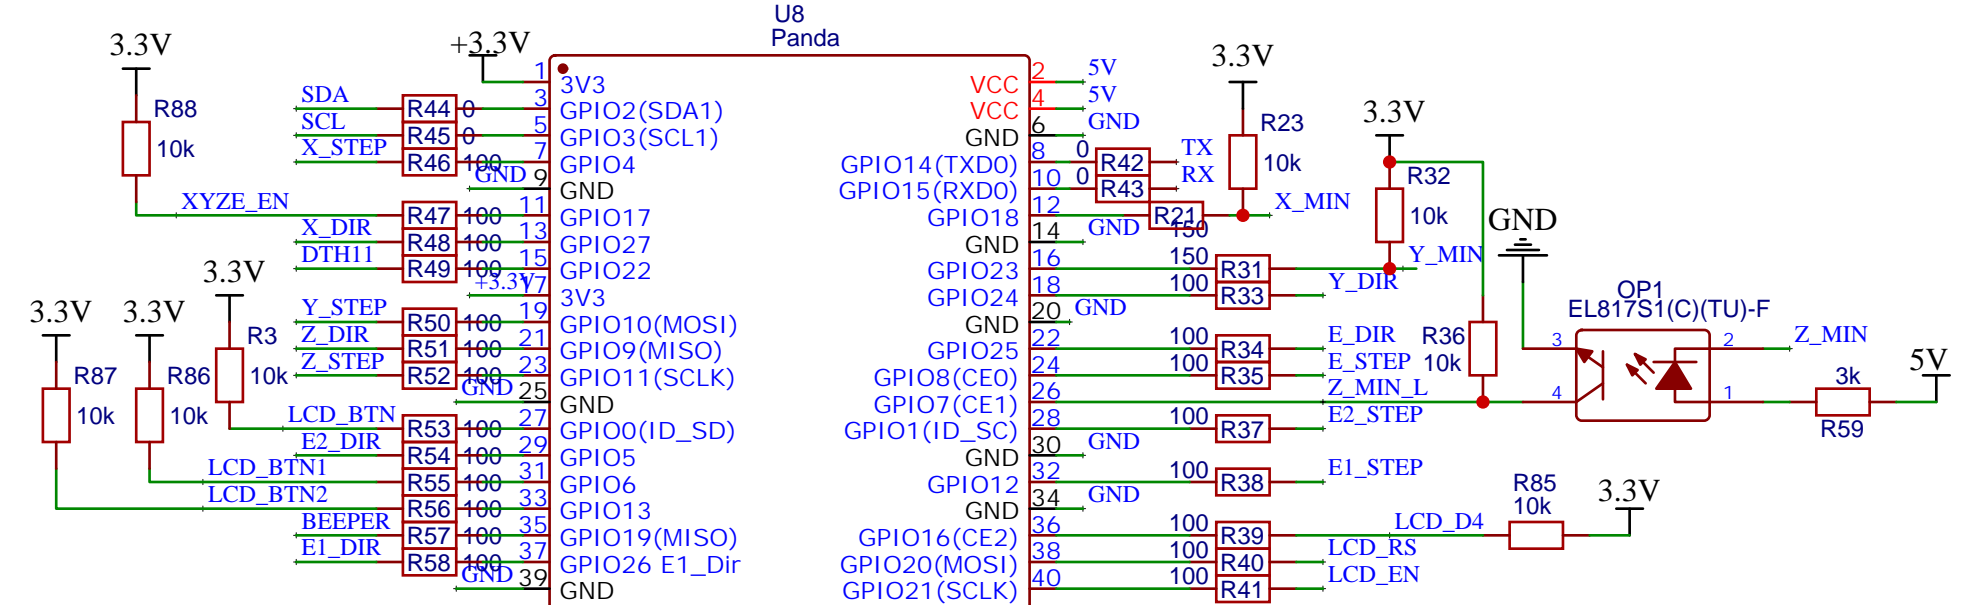 U8
Panda
3.3V
R88
10k
XYZE_EN
+3.3V
SDA
R44
0
SCL
R45
0
X_STEP
R46
100
GND
R47
100
X_DIR
R48
100
DTH11
R49
100
+3.3V
3.3V
R3
10k
3.3V
R87
10k
3.3V
R86
10k
Y_STEP
R50
100
Z_DIR
R51
100
Z_STEP
R52
100
GND
LCD_BTN
R53
100
E2_DIR
R54
100
LCD_BTN1
R55
100
LCD_BTN2
R56
100
BEEPER
R57
100
E1_DIR
R58
100
GND
1
3V3
3
GPIO2(SDA1)
5
GPIO3(SCL1)
7
GPIO4
9
GND
11
GPIO17
13
GPIO27
15
GPIO22
17
3V3
19
GPIO10(MOSI)
21
GPIO9(MISO)
23
GPIO11(SCLK)
25
GND
27
GPIO0(ID_SD)
29
GPIO5
31
GPIO6
33
GPIO13
35
GPIO19(MISO)
37
GPIO26 E1_Dir
39
GND
VCC
2
5V
VCC
4
5V
GND
6
GND
GPIO14(TXD0)
8
0
R42
TX
GPIO15(RXD0)
10
0
R43
RX
GPIO18
12
R21
150
X_MIN
GND
14
GND
GPIO23
16
150
R31
Y_MIN
GPIO24
18
100
R33
Y_DIR
GND
20
GND
GPIO25
22
100
R34
E_DIR
GPIO8(CE0)
24
100
R35
E_STEP
GPIO7(CE1)
26
Z_MIN_L
GPIO1(ID_SC)
28
100
R37
E2_STEP
GND
30
GND
GPIO12
32
100
R38
E1_STEP
GND
34
GND
GPIO16(CE2)
36
100
R39
LCD_D4
GPIO20(MOSI)
38
100
R40
LCD_RS
GPIO21(SCLK)
40
100
R41
LCD_EN
3.3V
R23
10k
3.3V
R32
10k
R36
10k
GND
OP1
EL817S1(C)(TU)-F
3
4
2
1
Z_MIN
3k
R59
5V
R85
10k
3.3V